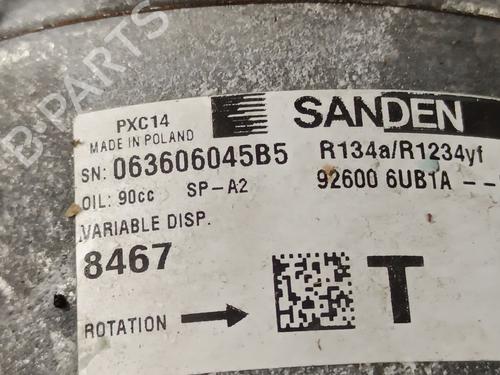 B-PARTS
PXC14
MADE IN POLAND
SANDEN
SN: 063606045B5
R134a/R1234yf
OIL: 90cc SP-A2
92600 6UB1A --
VARIABLE DISP.
8467
ROTATION
T